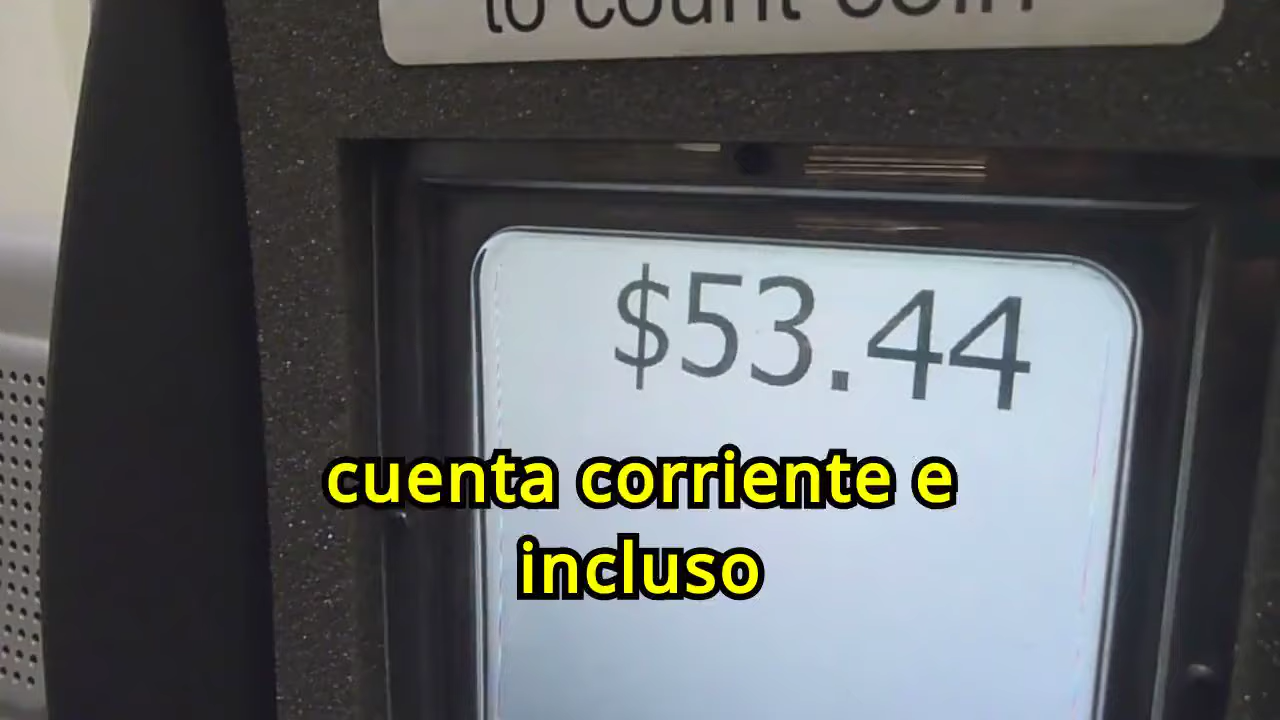 to count coin
$53.44
cuenta corriente e
incluso